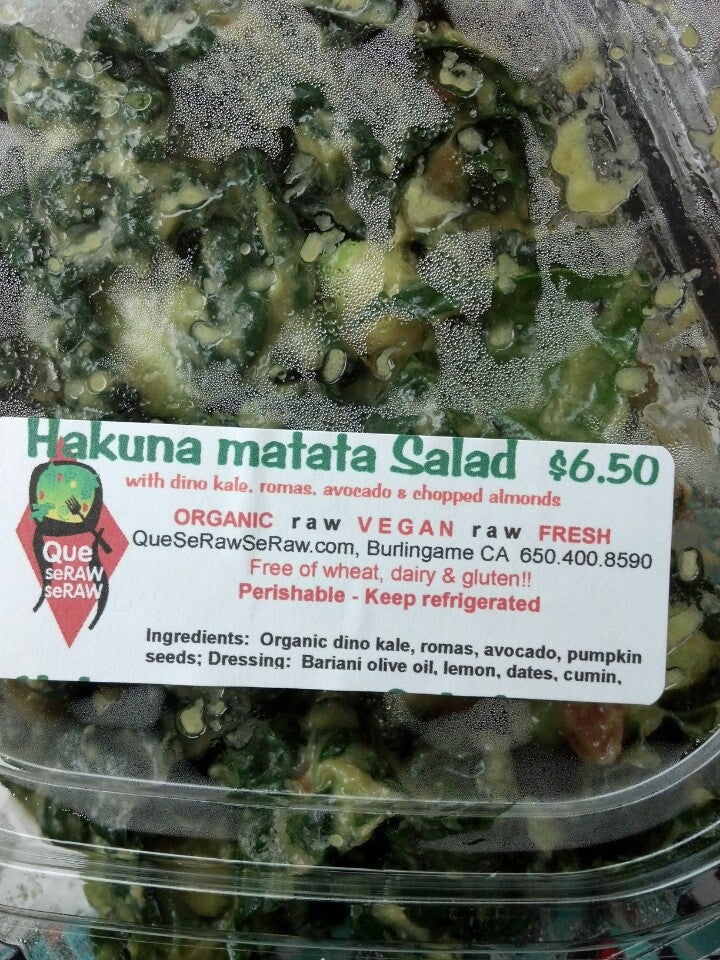 Hakuna matata Salad $6.50
with dino kale, romas, avocado & chopped almonds
ORGANIC raw VEGAN raw FRESH
QueSeRawSeRaw.com, Burlingame CA 650.400.8590
Free of wheat, dairy & gluten!!
Perishable - Keep refrigerated
Que
seRAW
seRAW
Ingredients: Organic dino kale, romas, avocado, pumpkin
seeds; Dressing: Bariani olive oil, lemon, dates, cumin,